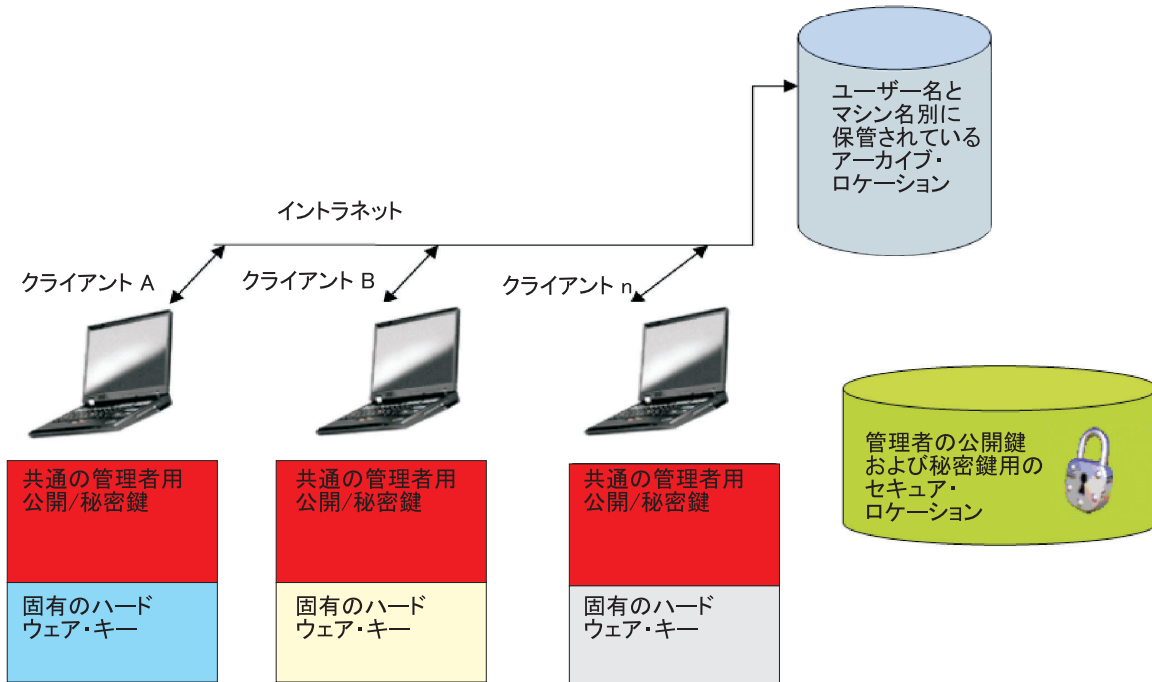 ユーザー名と
マシン名別に
保管されている
アーカイブ・
ロケーション
イントラネット
クライアント A
クライアント B
クライアント n
管理者の公開鍵
および秘密鍵用の
セキュア・
ロケーション
共通の管理者用
公開/秘密鍵
共通の管理者用
公開/秘密鍵
共通の管理者用
公開/秘密鍵
固有のハード
ウェア・キー
固有のハード
ウェア・キー
固有のハード
ウェア・キー